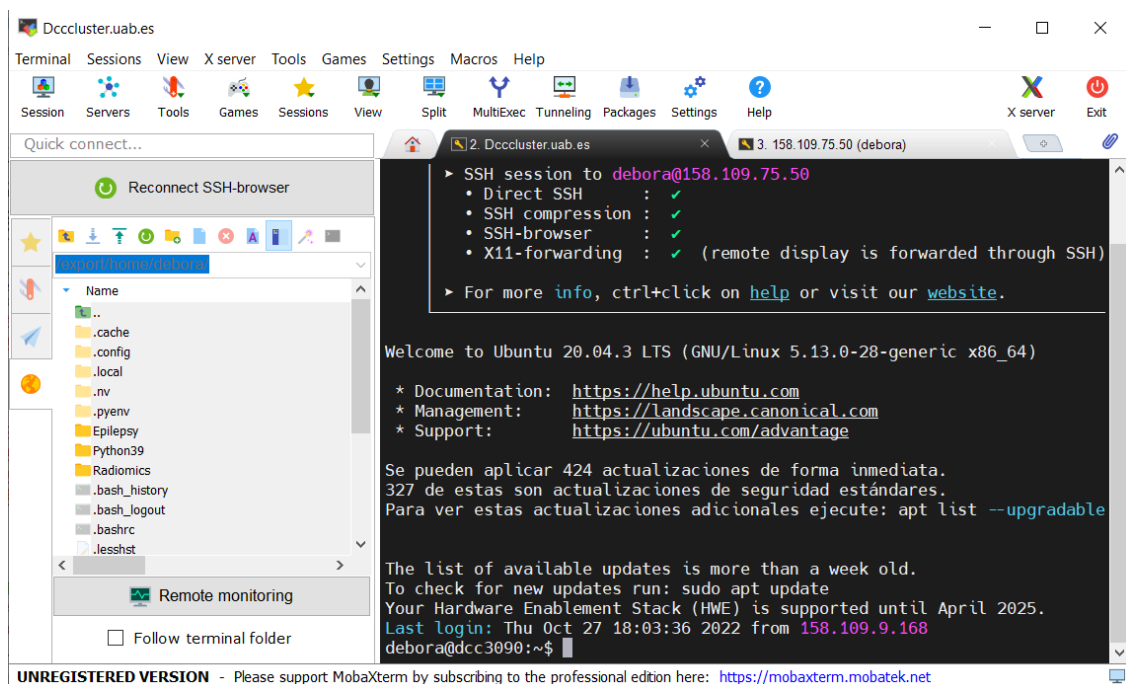 Dcccluster.uab.es
Terminal Sessions View X server Tools Games Settings Macros Help
Session Servers Tools Games Sessions View Split MultiExec Tunneling Packages Settings Help X server Exit
Quick connect...
2. Dcccluster.uab.es
3. 158.109.75.50 (debora)
Reconnect SSH-browser
/export/home/debora/
Name
..
.cache
.config
.local
.nv
.pyenv
Epilepsy
Python39
Radiomics
.bash_history
.bash_logout
.bashrc
.lesshst
Remote monitoring
Follow terminal folder
► SSH session to debora@158.109.75.50
• Direct SSH : ✔
• SSH compression : ✔
• SSH-browser : ✔
• X11-forwarding : ✔ (remote display is forwarded through SSH)
► For more info, ctrl+click on help or visit our website.
Welcome to Ubuntu 20.04.3 LTS (GNU/Linux 5.13.0-28-generic x86_64)
* Documentation: https://help.ubuntu.com
* Management: https://landscape.canonical.com
* Support: https://ubuntu.com/advantage
Se pueden aplicar 424 actualizaciones de forma inmediata.
327 de estas son actualizaciones de seguridad estándares.
Para ver estas actualizaciones adicionales ejecute: apt list --upgradable
The list of available updates is more than a week old.
To check for new updates run: sudo apt update
Your Hardware Enablement Stack (HWE) is supported until April 2025.
Last login: Thu Oct 27 18:03:36 2022 from 158.109.9.168
debora@dcc3090:~$
UNREGISTERED VERSION - Please support MobaXterm by subscribing to the professional edition here: https://mobaxterm.mobatek.net